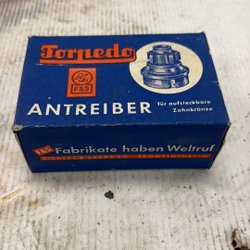 Torpedo
F&S
ANTREIBER
für aufsteckbare
Zahnkränze
F&S Fabrikate haben Weltruf